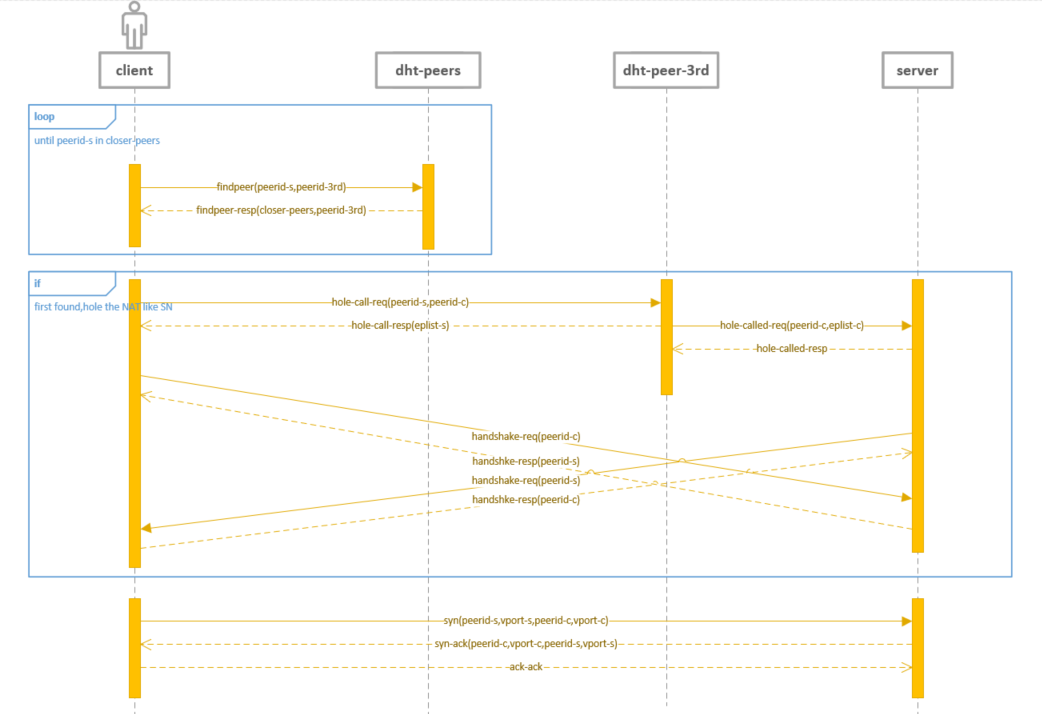 client
dht-peers
dht-peer-3rd
server
loop
until peerid-s in closer-peers
findpeer(peerid-s,peerid-3rd)
findpeer-resp(closer-peers,peerid-3rd)
if
first found,hole the NAT like SN
hole-call-req(peerid-s,peerid-c)
hole-call-resp(eplist-s)
hole-called-req(peerid-c,eplist-c)
hole-called-resp
handshake-req(peerid-c)
handshke-resp(peerid-s)
handshake-req(peerid-s)
handshke-resp(peerid-c)
syn(peerid-s,vport-s,peerid-c,vport-c)
syn-ack(peerid-c,vport-c,peerid-s,vport-s)
ack-ack